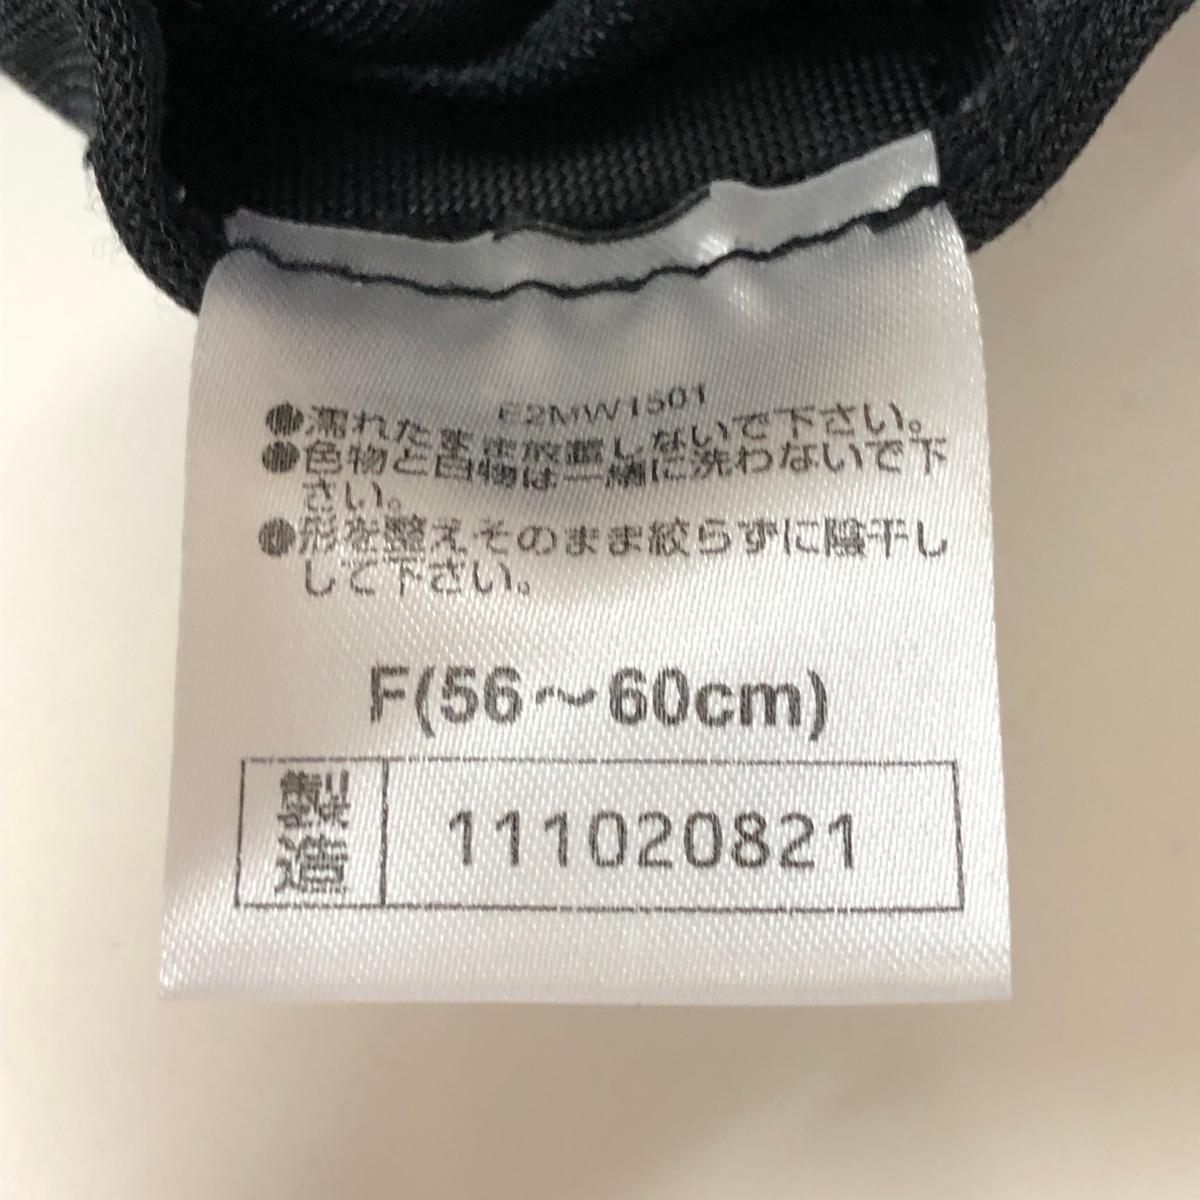 E2MW1501
●濡れたまま放置しないで下さい。
●色物と白物は一緒に洗わないで下
さい。
●形を整えそのまま絞らずに陰干し
して下さい。
F(56～60cm)
製造 111020821